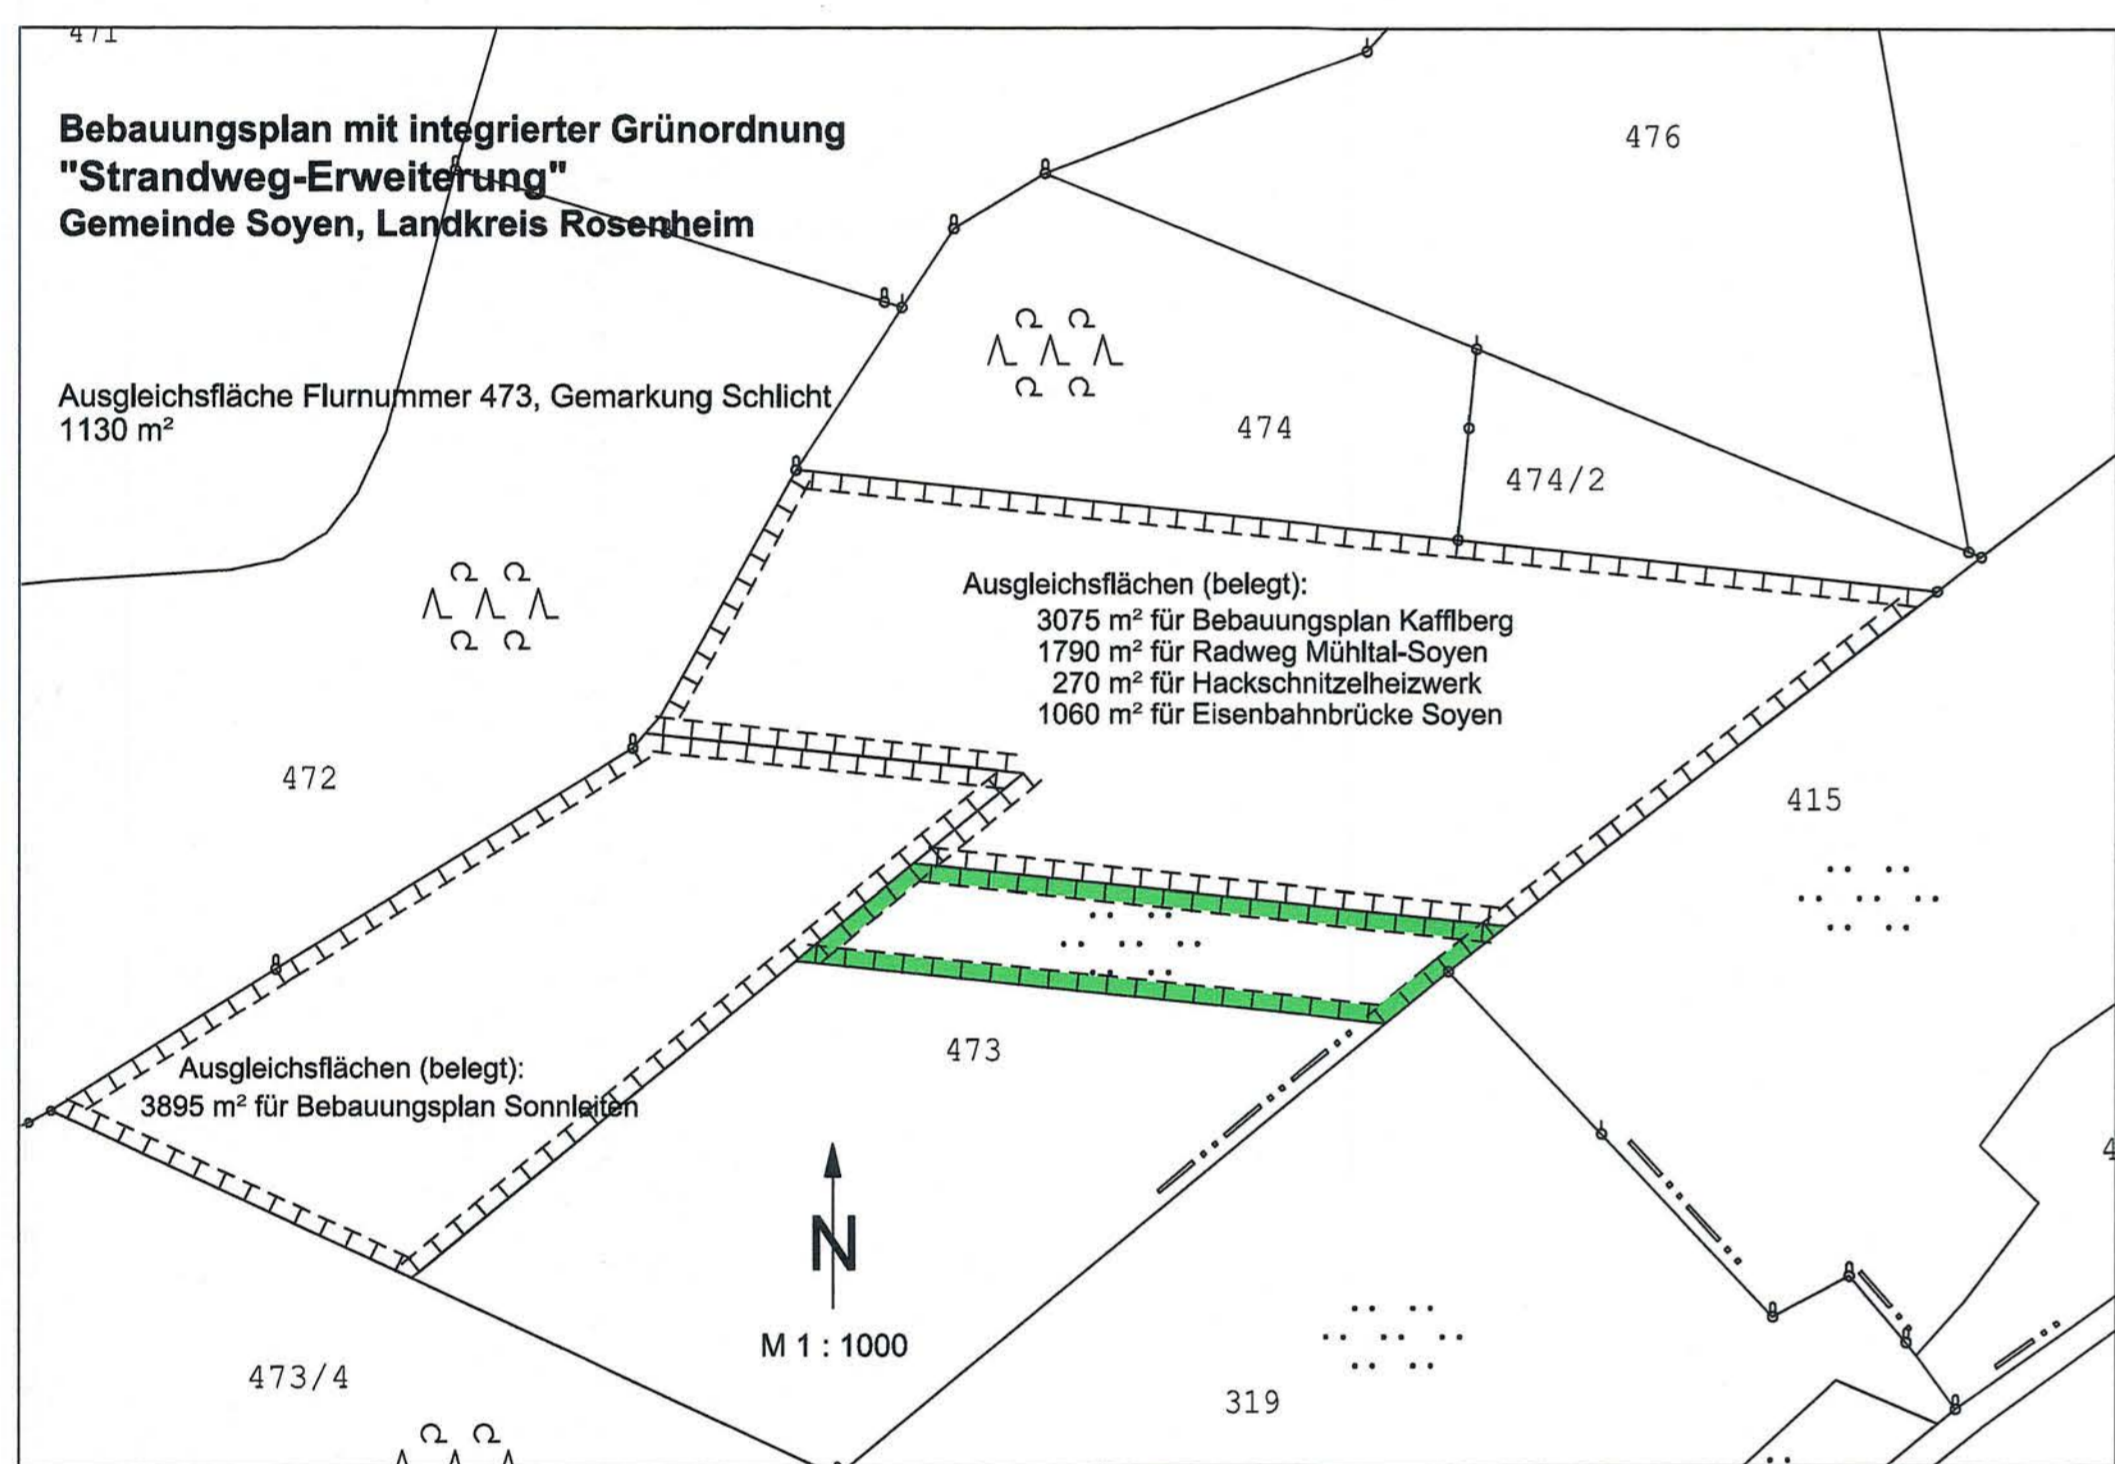 471
Bebauungsplan mit integrierter Grünordnung
"Strandweg-Erweiterung"
Gemeinde Soyen, Landkreis Rosenheim
476
Ausgleichsfläche Flurnummer 473, Gemarkung Schlicht
1130 m²
474
474/2
Ausgleichsflächen (belegt):
3075 m² für Bebauungsplan Kafflberg
1790 m² für Radweg Mühltal-Soyen
270 m² für Hackschnitzelheizwerk
1060 m² für Eisenbahnbrücke Soyen
472
415
473
Ausgleichsflächen (belegt):
3895 m² für Bebauungsplan Sonnleiten
4
N
M 1 : 1000
473/4
319